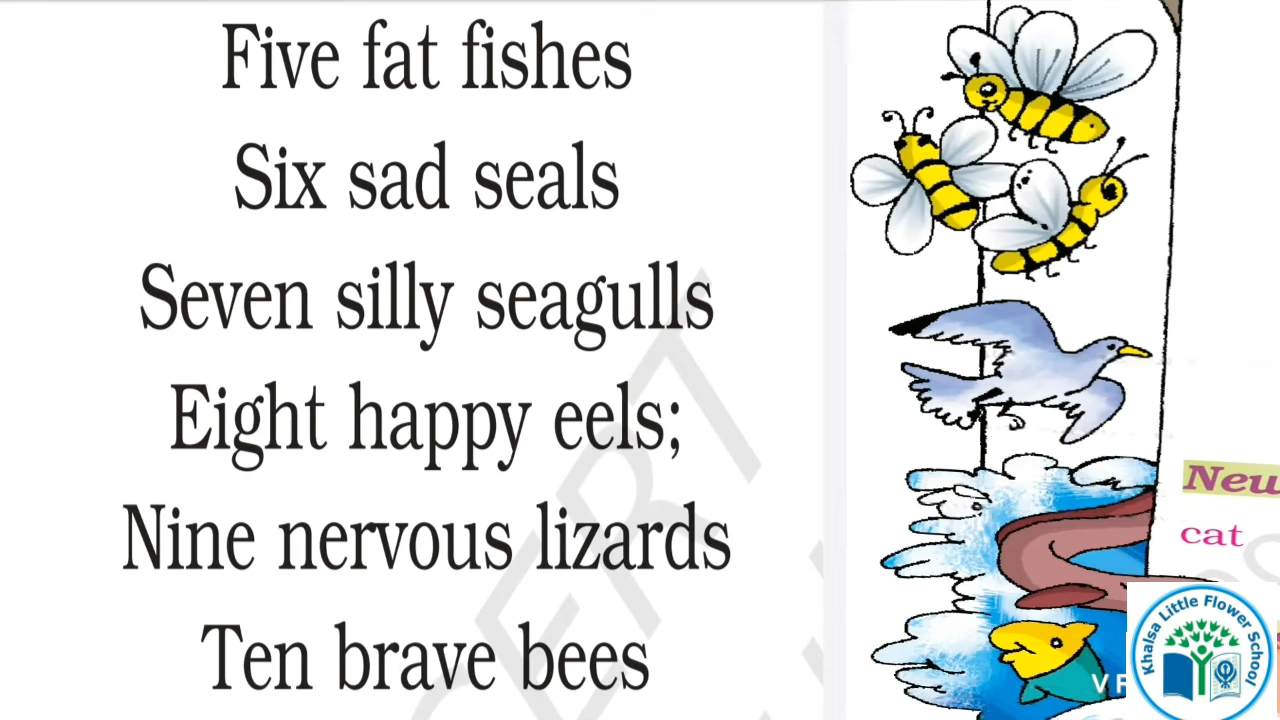 Five fat fishes
Six sad seals
Seven silly seagulls
Eight happy eels;
Nine nervous lizards
Ten brave bees
New
cat
Khalsa Little Flower School